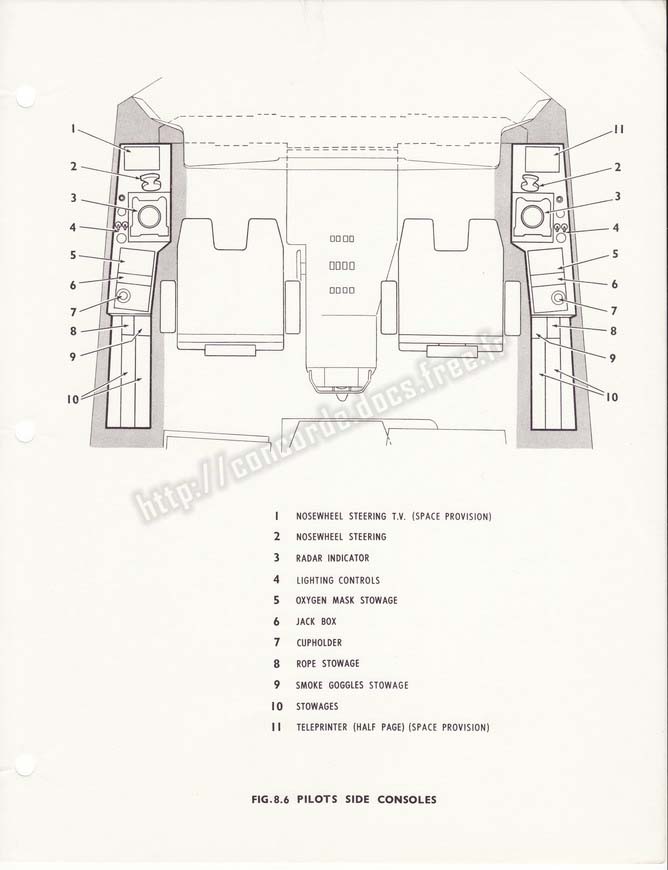 1 11
2 2
3 3
4 4
5 5
6 6
7 7
8 8
9 9
10 10
http://concorde.docs.free.fr
1 NOSEWHEEL STEERING T.V. (SPACE PROVISION)
2 NOSEWHEEL STEERING
3 RADAR INDICATOR
4 LIGHTING CONTROLS
5 OXYGEN MASK STOWAGE
6 JACK BOX
7 CUPHOLDER
8 ROPE STOWAGE
9 SMOKE GOGGLES STOWAGE
10 STOWAGES
11 TELEPRINTER (HALF PAGE) (SPACE PROVISION)
FIG.8.6 PILOTS SIDE CONSOLES